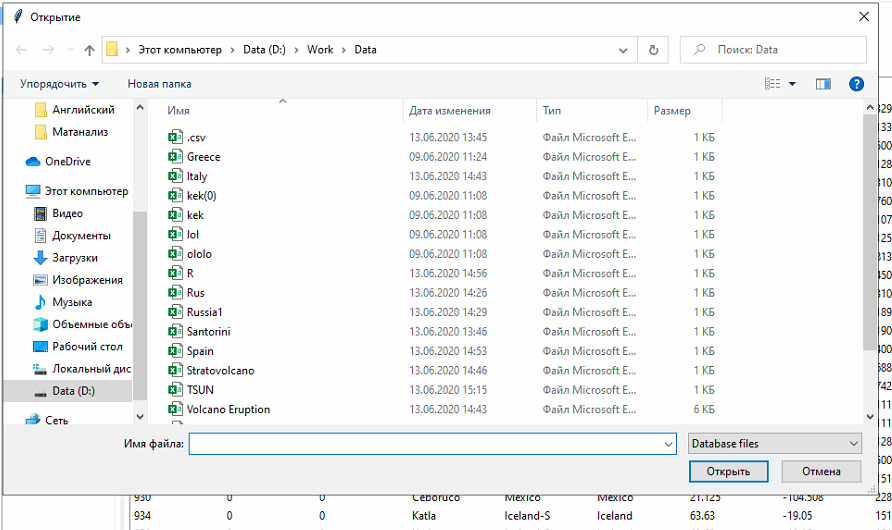 Открытие
Этот компьютер › Data (D:) › Work › Data
Поиск: Data
Упорядочить
Новая папка
Английский
Матанализ
OneDrive
Этот компьютер
Видео
Документы
Загрузки
Изображения
Музыка
Объемные объ
Рабочий стол
Локальный дис
Data (D:)
Сеть
Имя Дата изменения Тип Размер
.csv 13.06.2020 13:45 Файл Microsoft E... 1 КБ
Greece 09.06.2020 11:24 Файл Microsoft E... 1 КБ
Italy 13.06.2020 14:43 Файл Microsoft E... 1 КБ
kek(0) 09.06.2020 11:08 Файл Microsoft E... 1 КБ
kek 09.06.2020 11:08 Файл Microsoft E... 1 КБ
lol 09.06.2020 11:08 Файл Microsoft E... 1 КБ
ololo 09.06.2020 11:08 Файл Microsoft E... 1 КБ
R 13.06.2020 14:56 Файл Microsoft E... 1 КБ
Rus 13.06.2020 14:26 Файл Microsoft E... 1 КБ
Russia1 13.06.2020 14:29 Файл Microsoft E... 1 КБ
Santorini 13.06.2020 13:46 Файл Microsoft E... 1 КБ
Spain 13.06.2020 14:53 Файл Microsoft E... 1 КБ
Stratovolcano 13.06.2020 14:46 Файл Microsoft E... 1 КБ
TSUN 13.06.2020 15:15 Файл Microsoft E... 1 КБ
Volcano Eruption 13.06.2020 14:43 Файл Microsoft E... 6 КБ
Имя файла:
Database files
Открыть
Отмена
930 0 0 Ceboruco Mexico Mexico 21.125 -104.508 228
934 0 0 Katla Iceland-S Iceland 63.63 -19.05 151